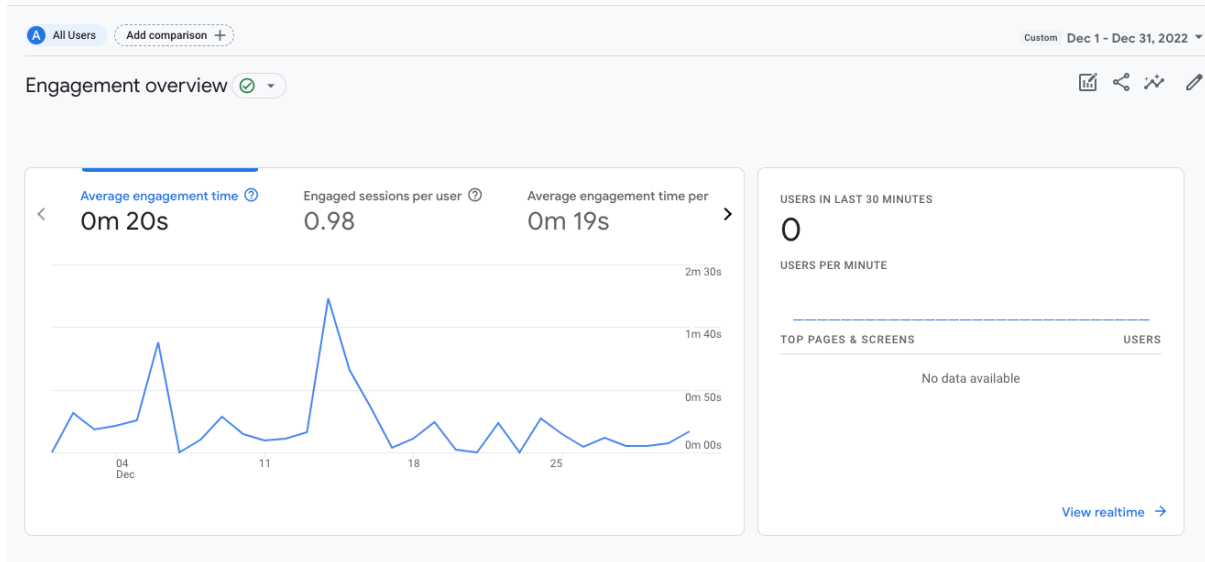 A All Users Add comparison +
Custom Dec 1 - Dec 31, 2022
Engagement overview
Average engagement time
0m 20s
Engaged sessions per user
0.98
Average engagement time per
0m 19s
2m 30s
1m 40s
0m 50s
0m 00s
04
Dec
11
18
25
USERS IN LAST 30 MINUTES
0
USERS PER MINUTE
TOP PAGES & SCREENS USERS
No data available
View realtime